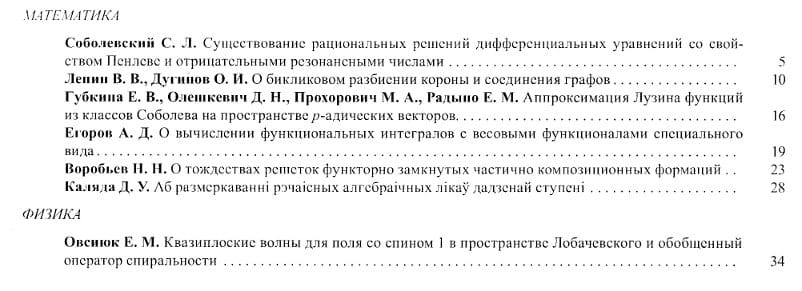 МАТЕМАТИКА
Соболевский С. Л. Существование рациональных решений дифференциальных уравнений со свой-
ством Пенлеве и отрицательными резонансными числами . . . . . . . . . . . . . . . . . . . . . . . . . . . . . . 5
Лепин В. В., Дугинов О. И. О бикликовом разбиении короны и соединения графов. . . . . . . . . . . . . . 10
Губкина Е. В., Олешкевич Д. Н., Прохорович М. А., Радыно Е. М. Аппроксимация Лузина функций
из классов Соболева на пространстве p-адических векторов. . . . . . . . . . . . . . . . . . . . . . . . . . . . 16
Егоров А. Д. О вычислении функциональных интегралов с весовыми функционалами специального
вида . . . . . . . . . . . . . . . . . . . . . . . . . . . . . . . . . . . . . . . . . . . . . . . . . . . . . . . . 19
Воробьев Н. Н. О тождествах решеток функторно замкнутых частично композиционных формаций . . 23
Каляда Д. У. Аб размеркаванні рэчаісных алгебраічных лікаў дадзенай ступені . . . . . . . . . . . . . . . . 28
ФИЗИКА
Овсиюк Е. М. Квазиплоские волны для поля со спином 1 в пространстве Лобачевского и обобщенный
оператор спиральности . . . . . . . . . . . . . . . . . . . . . . . . . . . . . . . . . . . . . . . . . . . . . . . 34